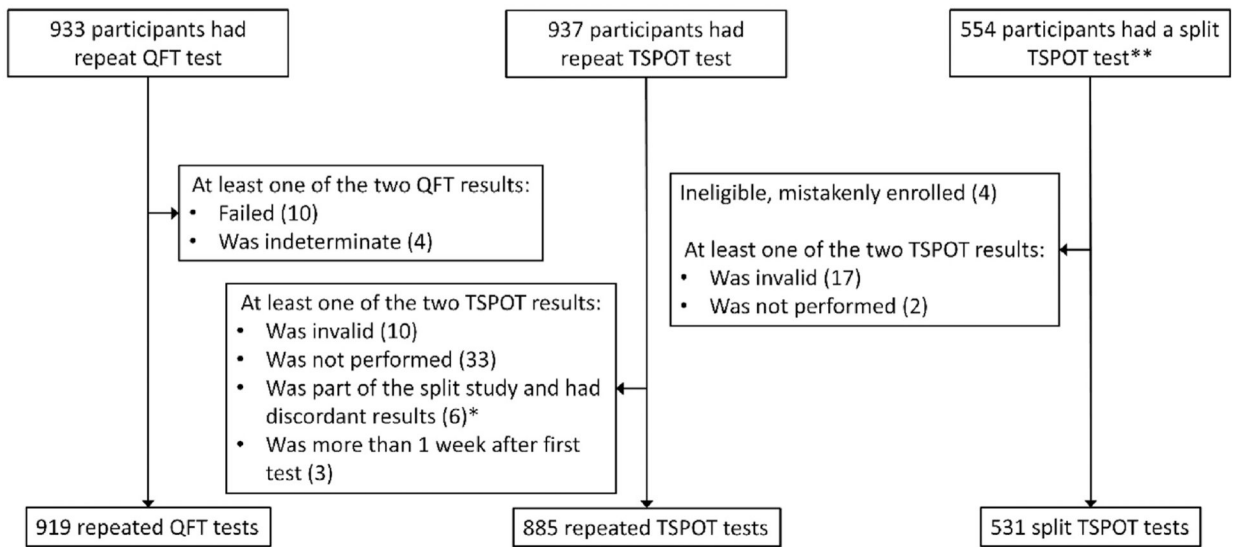 933 participants had
repeat QFT test
937 participants had
repeat TSPOT test
554 participants had a split
TSPOT test**
At least one of the two QFT results:
• Failed (10)
• Was indeterminate (4)
Ineligible, mistakenly enrolled (4)
At least one of the two TSPOT results:
• Was invalid (17)
• Was not performed (2)
At least one of the two TSPOT results:
• Was invalid (10)
• Was not performed (33)
• Was part of the split study and had
discordant results (6)*
• Was more than 1 week after first
test (3)
919 repeated QFT tests
885 repeated TSPOT tests
531 split TSPOT tests